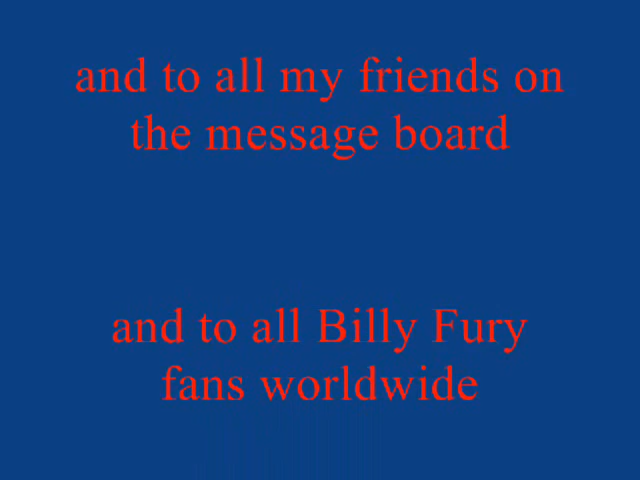 and to all my friends on
the message board
and to all Billy Fury
fans worldwide